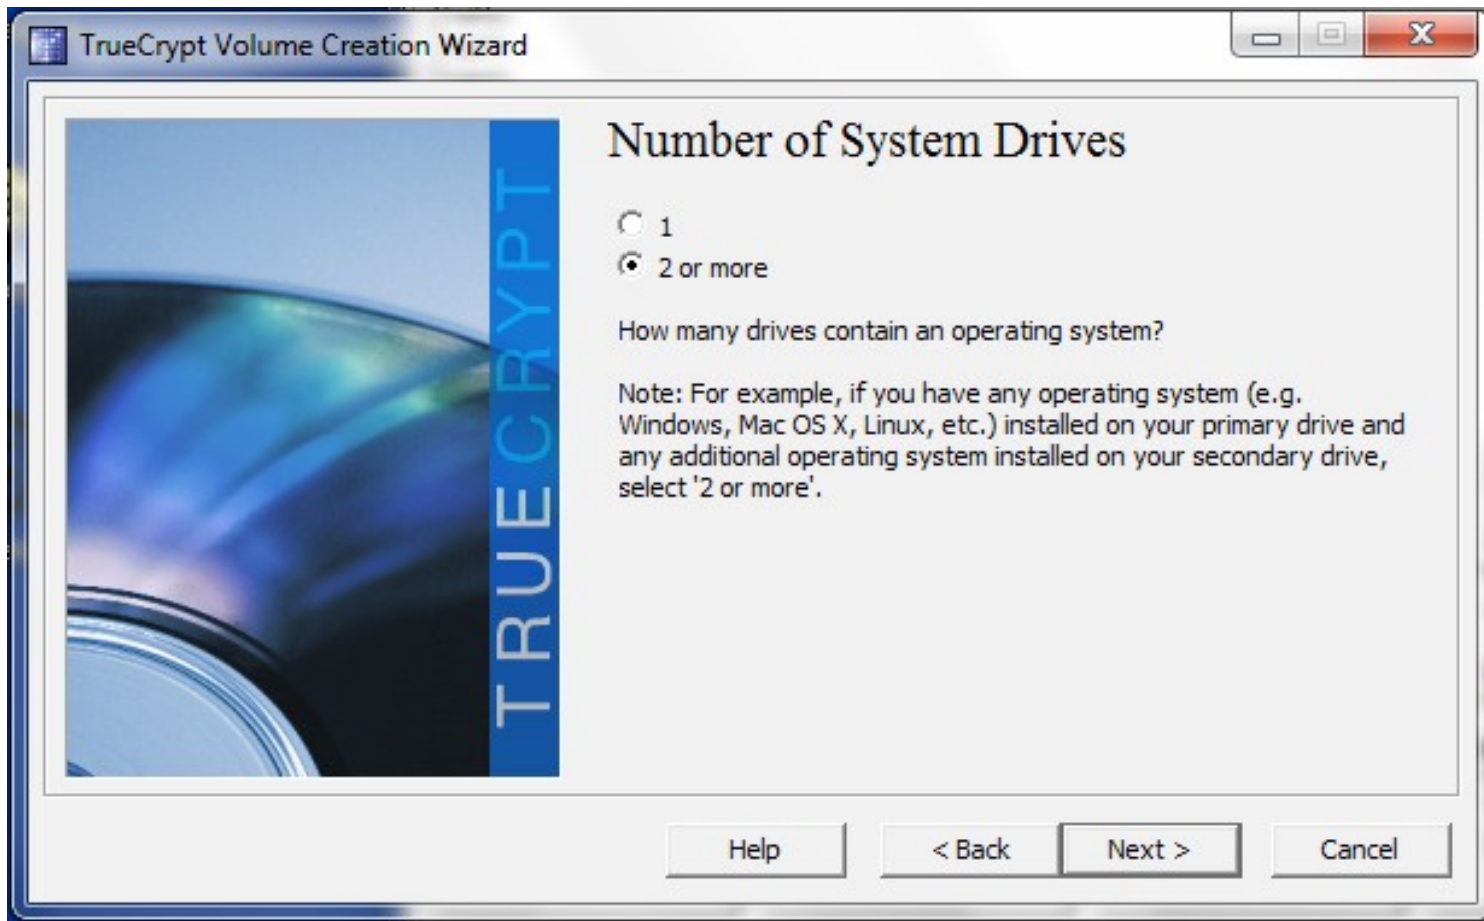 TrueCrypt Volume Creation Wizard
TRUECRYPT
Number of System Drives
1
2 or more
How many drives contain an operating system?
Note: For example, if you have any operating system (e.g.
Windows, Mac OS X, Linux, etc.) installed on your primary drive and
any additional operating system installed on your secondary drive,
select '2 or more'.
Help
< Back
Next >
Cancel